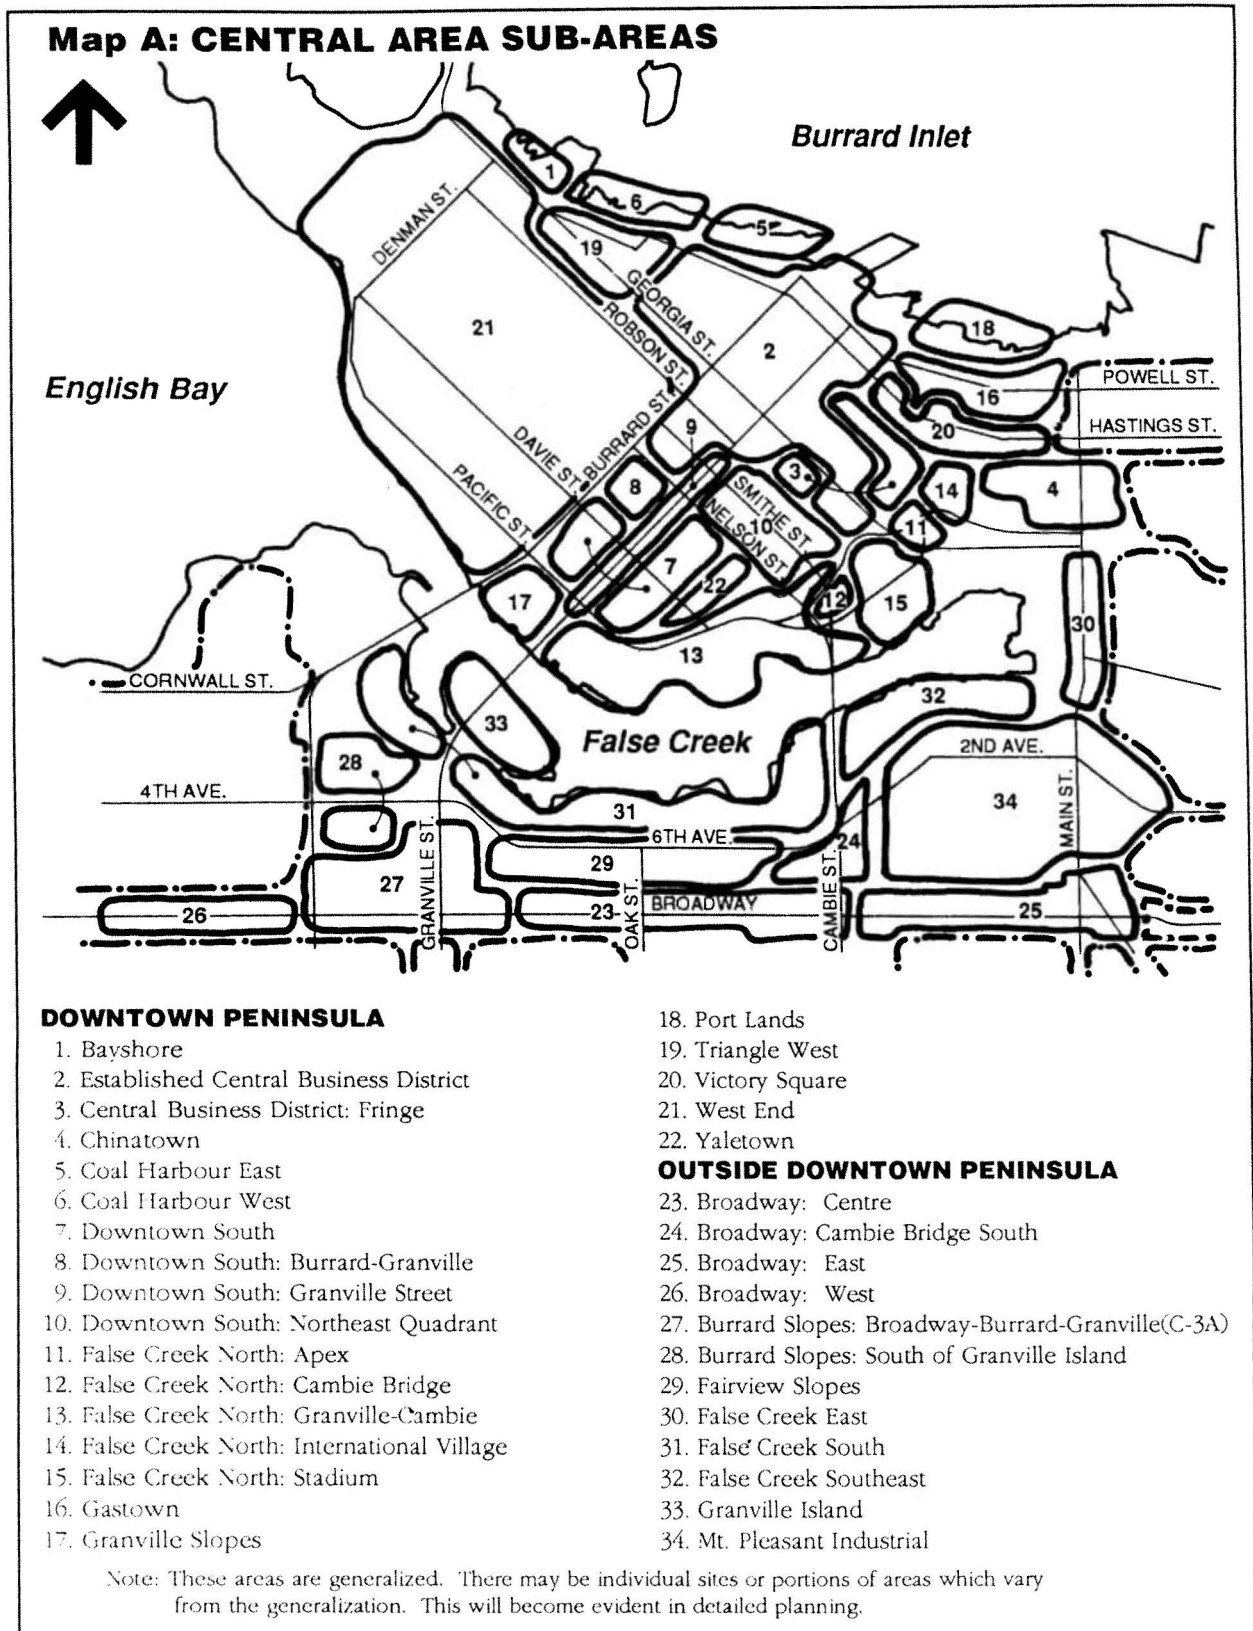 Map A: CENTRAL AREA SUB-AREAS
Burrard Inlet
1
6
5
DENMAN ST.
19
GEORGIA ST.
ROBSON ST.
21
2
18
English Bay
POWELL ST.
16
HASTINGS ST.
BURRARD ST.
9
20
DAVIE ST.
PACIFIC ST.
8
3
SMITHE ST.
NELSON ST.
10
14
4
11
7
22
17
12
15
30
13
CORNWALL ST.
32
33
False Creek
2ND AVE.
28
4TH AVE.
34
MAIN ST.
31
6TH AVE.
24
GRANVILLE ST.
29
27
OAK ST.
CAMBIE ST.
BROADWAY
26
23
25
DOWNTOWN PENINSULA
1. Bayshore
2. Established Central Business District
3. Central Business District: Fringe
4. Chinatown
5. Coal Harbour East
6. Coal Harbour West
7. Downtown South
8. Downtown South: Burrard-Granville
9. Downtown South: Granville Street
10. Downtown South: Northeast Quadrant
11. False Creek North: Apex
12. False Creek North: Cambie Bridge
13. False Creek North: Granville-Cambie
14. False Creek North: International Village
15. False Creek North: Stadium
16. Gastown
17. Granville Slopes
18. Port Lands
19. Triangle West
20. Victory Square
21. West End
22. Yaletown
OUTSIDE DOWNTOWN PENINSULA
23. Broadway: Centre
24. Broadway: Cambie Bridge South
25. Broadway: East
26. Broadway: West
27. Burrard Slopes: Broadway-Burrard-Granville(C-3A)
28. Burrard Slopes: South of Granville Island
29. Fairview Slopes
30. False Creek East
31. False Creek South
32. False Creek Southeast
33. Granville Island
34. Mt. Pleasant Industrial
Note: These areas are generalized. There may be individual sites or portions of areas which vary
from the generalization. This will become evident in detailed planning.